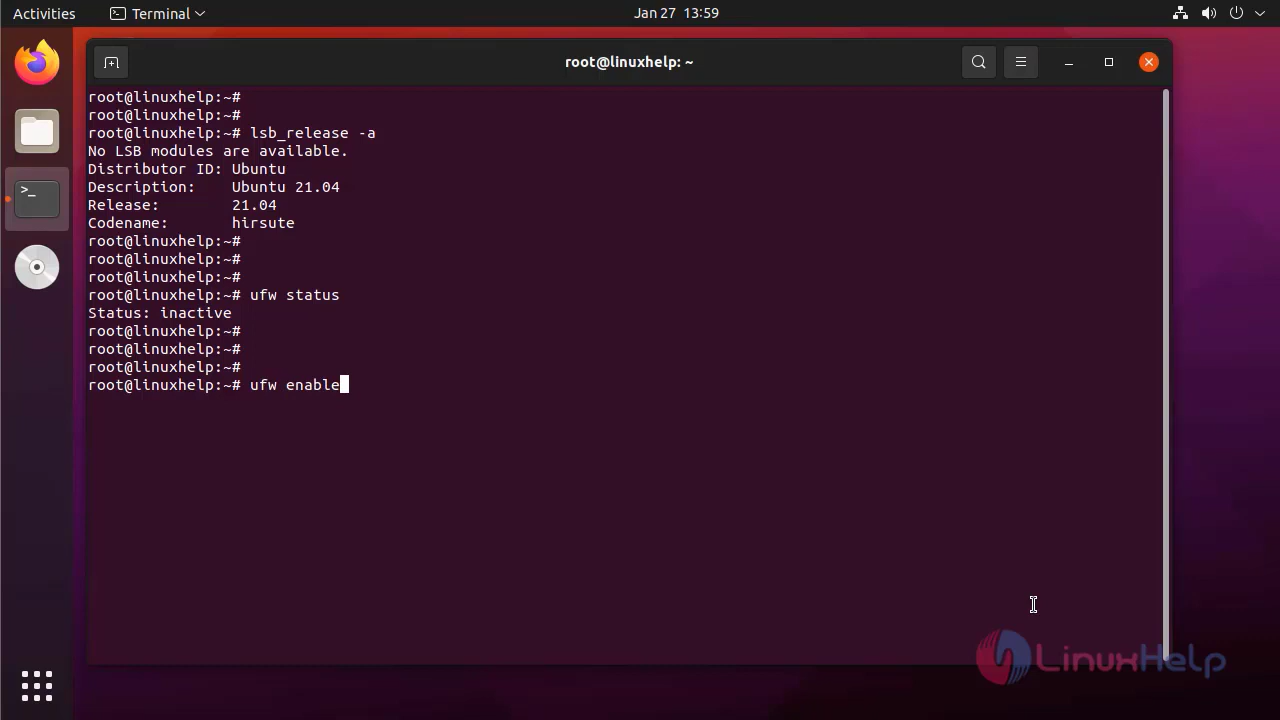 Activities Terminal Jan 27 13:59
root@linuxhelp: ~
root@linuxhelp:~#
root@linuxhelp:~#
root@linuxhelp:~# lsb_release -a
No LSB modules are available.
Distributor ID: Ubuntu
Description:    Ubuntu 21.04
Release:        21.04
Codename:       hirsute
root@linuxhelp:~#
root@linuxhelp:~#
root@linuxhelp:~#
root@linuxhelp:~# ufw status
Status: inactive
root@linuxhelp:~#
root@linuxhelp:~#
root@linuxhelp:~#
root@linuxhelp:~# ufw enable
LinuxHelp